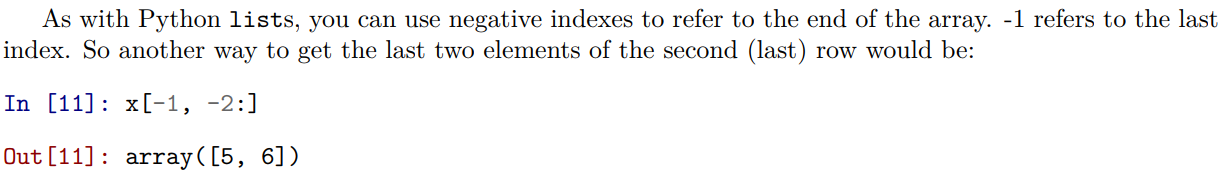 As with Python lists, you can use negative indexes to refer to the end of the array. -1 refers to the last
index. So another way to get the last two elements of the second (last) row would be:
In [11]: x[-1, -2:]
Out[11]: array([5, 6])